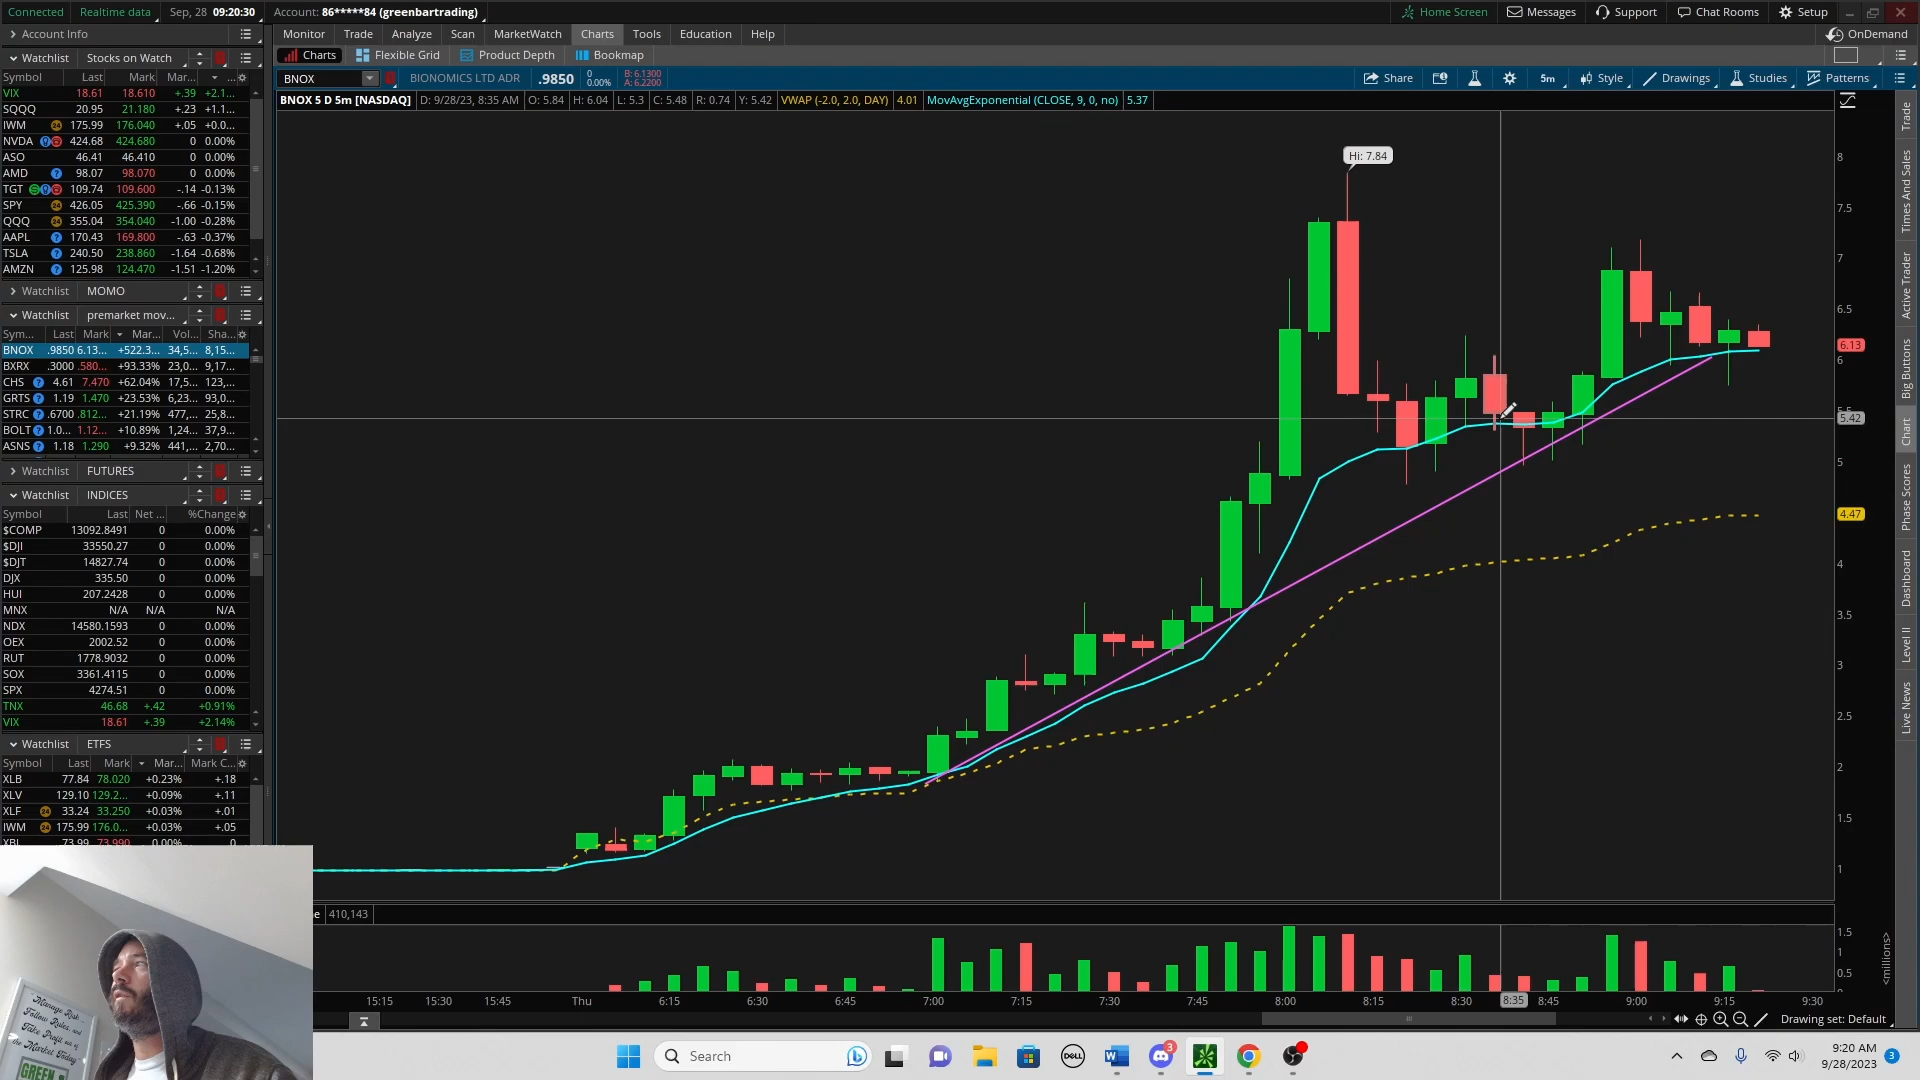 Connected Realtime data Sep, 28 09:20:30 Account: 86*****84 (greenbartrading) Home Screen Messages Support Chat Rooms Setup
Account Info Monitor Trade Analyze Scan MarketWatch Charts Tools Education Help OnDemand
Charts Flexible Grid Product Depth Bookmap
Watchlist Stocks on Watch
BNOX BIONOMICS LTD ADR .9850 0 0.00% B: 6.1300 A: 6.2200 Share 5m Style Drawings Studies Patterns
Symbol Last Mark Mar... ...
BNOX 5 D 5m [NASDAQ] D: 9/28/23, 8:35 AM O: 5.84 H: 6.04 L: 5.3 C: 5.48 R: 0.74 Y: 5.42 VWAP (-2.0, 2.0, DAY) 4.01 MovAvgExponential (CLOSE, 9, 0, no) 5.37
VIX 18.61 18.610 +.39 +2.1...
SQQQ 20.95 21.180 +.23 +1.1...
IWM 24 175.99 176.040 +.05 +0.0...
NVDA 424.68 424.680 0 0.00%
ASO 46.41 46.410 0 0.00%
AMD 98.07 98.070 0 0.00%
TGT 109.74 109.600 -.14 -0.13%
SPY 24 426.05 425.390 -.66 -0.15%
QQQ 24 355.04 354.040 -1.00 -0.28%
AAPL 170.43 169.800 -.63 -0.37%
TSLA 240.50 238.860 -1.64 -0.68%
AMZN 125.98 124.470 -1.51 -1.20%
Watchlist MOMO
Watchlist premarket mov...
Sym... Last Mark Mar... Vol... Sha...
BNOX .9850 6.13... +522.3... 34,5... 8,15...
BXRX .3000 .580... +93.33% 23,0... 9,17...
CHS 4.61 7.470 +62.04% 17,5... 123,...
GRTS 1.19 1.470 +23.53% 6,23... 93,0...
STRC .6700 .812... +21.19% 477,... 25,8...
BOLT 1.0... 1.12... +10.89% 1,24... 37,9...
ASNS 1.18 1.290 +9.32% 441,... 2,70...
Watchlist FUTURES
Watchlist INDICES
Symbol Last Net ... %Change
$COMP 13092.8491 0 0.00%
$DJI 33550.27 0 0.00%
$DJT 14827.74 0 0.00%
DJX 335.50 0 0.00%
HUI 207.2428 0 0.00%
MNX N/A N/A N/A
NDX 14580.1593 0 0.00%
OEX 2002.52 0 0.00%
RUT 1778.9032 0 0.00%
SOX 3361.4115 0 0.00%
SPX 4274.51 0 0.00%
TNX 46.68 +.42 +0.91%
VIX 18.61 +.39 +2.14%
Watchlist ETFS
Symbol Last Mark Mar... Mark C...
XLB 77.84 78.020 +0.23% +.18
XLV 129.10 129.2... +0.09% +.11
XLF 24 33.24 33.250 +0.03% +.01
IWM 24 175.99 176.0... +0.03% +.05
XBI 73.99 73.990 0.00% 0
Hi: 7.84
8
7.5
7
6.5
6.13
6
5.5
5.42
5
4.47
4
3.5
3
2.5
2
1.5
1
Trade
Times And Sales
Active Trader
Big Buttons
Chart
Phase Scores
Dashboard
Level II
Live News
e 410,143
1.5
1
0.5
0
<millions>
15:15 15:30 15:45 Thu 6:15 6:30 6:45 7:00 7:15 7:30 7:45 8:00 8:15 8:30 8:35 8:45 9:00 9:15 9:30
Drawing set: Default
"Manage Risk,
Follow Rules, and
Take Profit out of
the Market Today"
GREEN
Search DELL 3
9:20 AM
9/28/2023 3